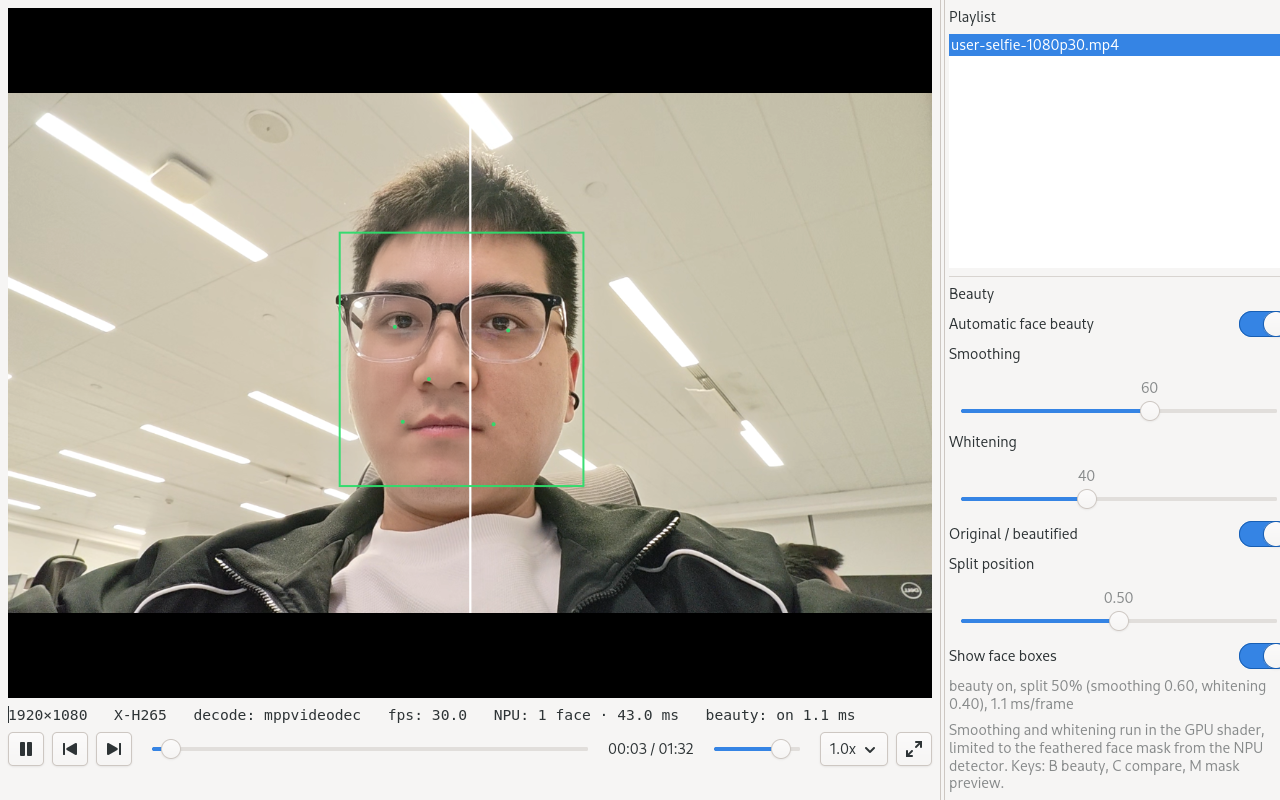 Playlist
user-selfie-1080p30.mp4
Beauty
Automatic face beauty
Smoothing
60
Whitening
40
Original / beautified
Split position
0.50
Show face boxes
beauty on, split 50% (smoothing 0.60, whitening
0.40), 1.1 ms/frame
Smoothing and whitening run in the GPU shader,
limited to the feathered face mask from the NPU
detector. Keys: B beauty, C compare, M mask
preview.
1920×1080 X-H265 decode: mppvideodec fps: 30.0 NPU: 1 face · 43.0 ms beauty: on 1.1 ms
00:03 / 01:32
1.0x